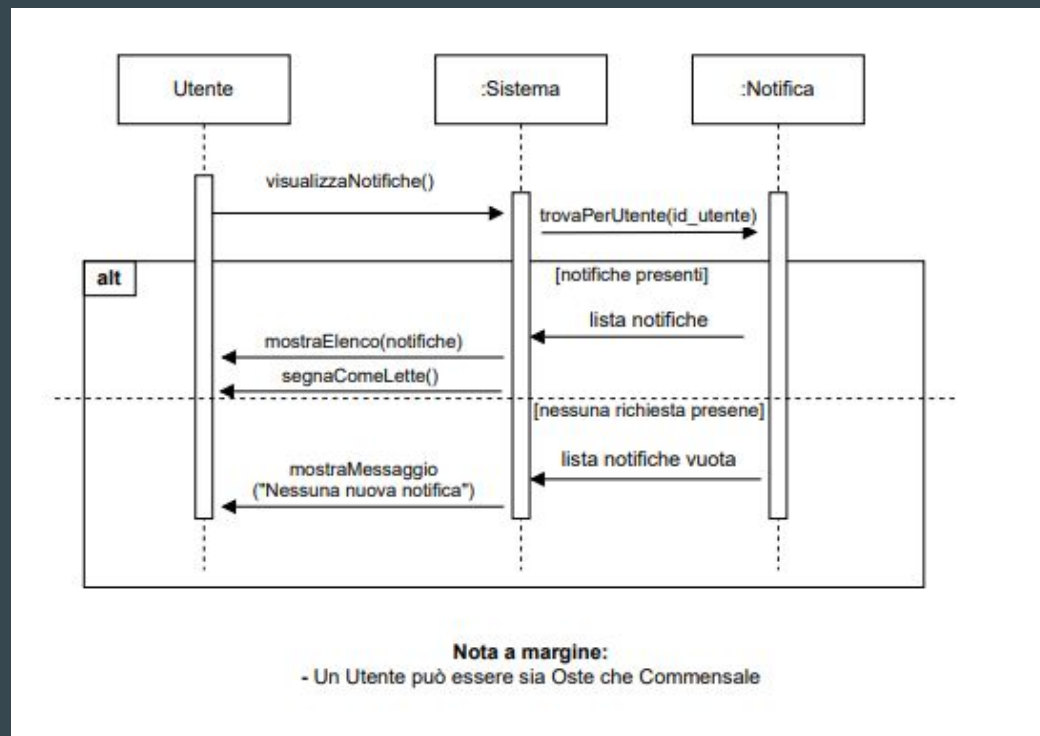 Utente
:Sistema
:Notifica
visualizzaNotifiche()
trovaPerUtente(id_utente)
alt
[notifiche presenti]
lista notifiche
mostraElenco(notifiche)
segnaComeLette()
[nessuna richiesta presene]
lista notifiche vuota
mostraMessaggio
("Nessuna nuova notifica")
Nota a margine:
- Un Utente può essere sia Oste che Commensale